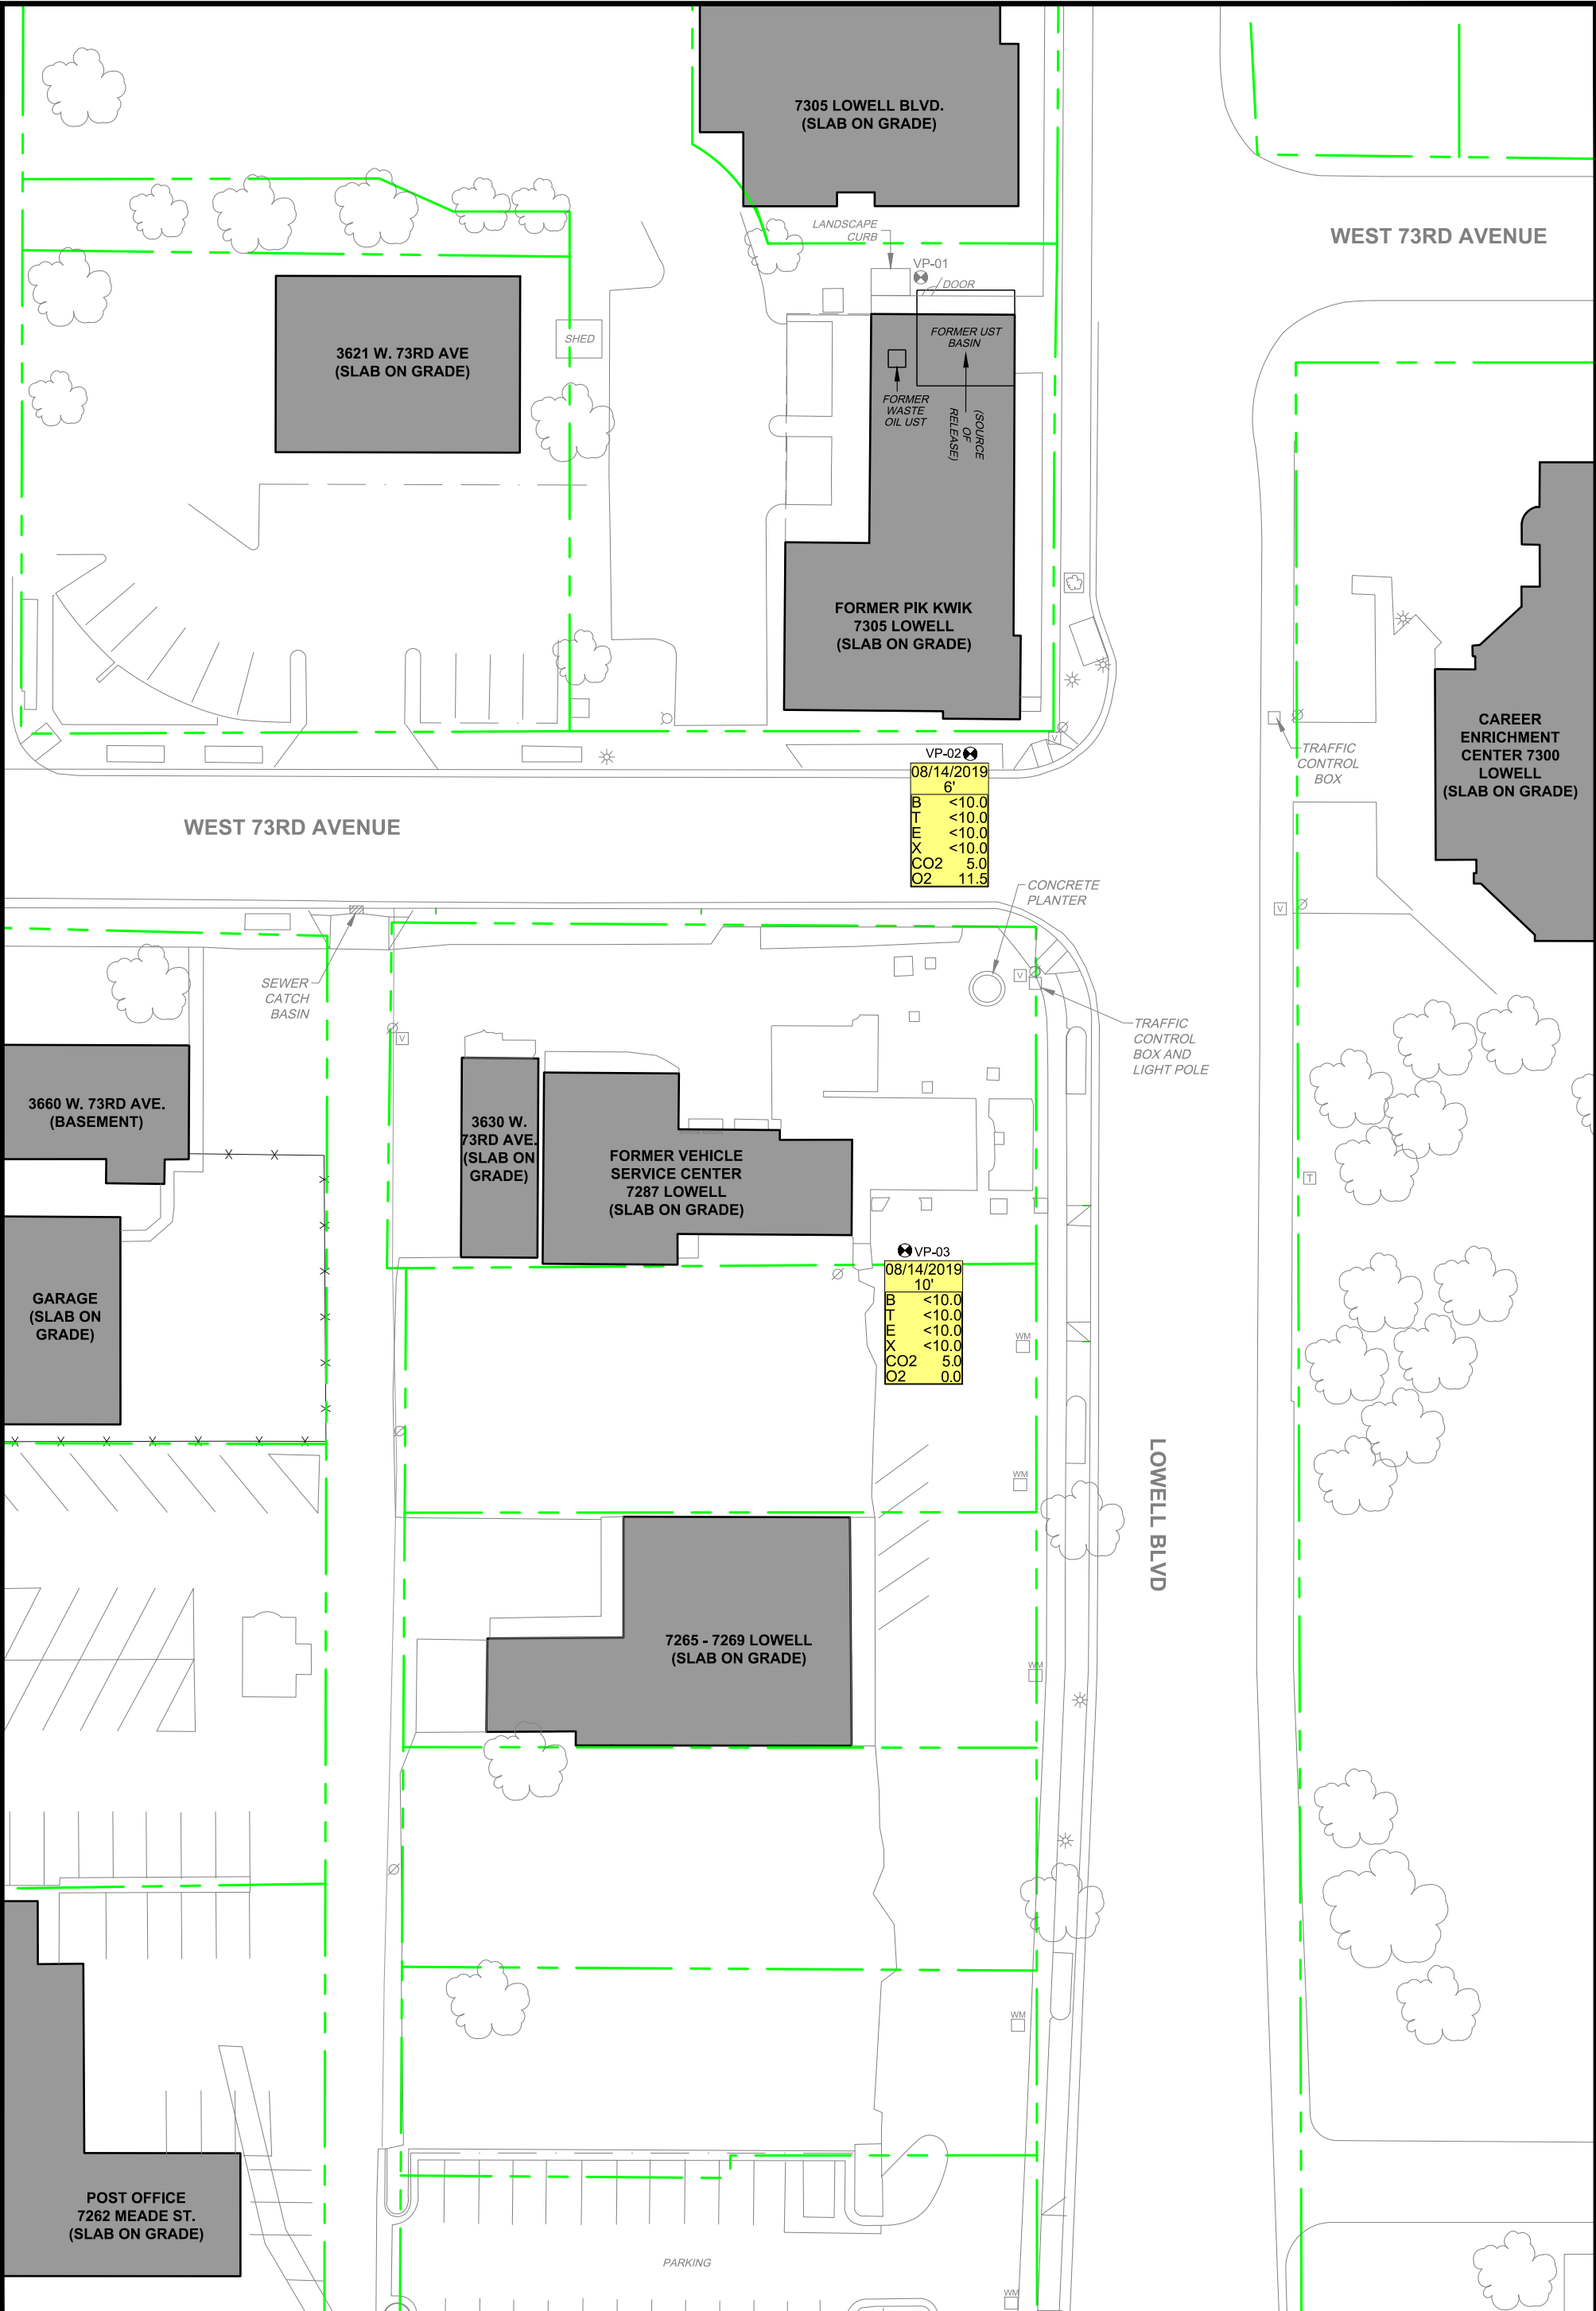 7305 LOWELL BLVD.
(SLAB ON GRADE)
LANDSCAPE
CURB
VP-01
DOOR
WEST 73RD AVENUE
3621 W. 73RD AVE
(SLAB ON GRADE)
SHED
FORMER UST
BASIN
FORMER
WASTE
OIL UST
(SOURCE
OF
RELEASE)
FORMER PIK KWIK
7305 LOWELL
(SLAB ON GRADE)
V
CAREER
ENRICHMENT
CENTER 7300
LOWELL
(SLAB ON GRADE)
TRAFFIC
CONTROL
BOX
VP-02
08/14/2019
6'
B <10.0
T <10.0
E <10.0
X <10.0
CO2 5.0
O2 11.5
WEST 73RD AVENUE
CONCRETE
PLANTER
V
SEWER
CATCH
BASIN
V
V
TRAFFIC
CONTROL
BOX AND
LIGHT POLE
3660 W. 73RD AVE.
(BASEMENT)
3630 W.
73RD AVE.
(SLAB ON
GRADE)
FORMER VEHICLE
SERVICE CENTER
7287 LOWELL
(SLAB ON GRADE)
T
VP-03
08/14/2019
10'
B <10.0
T <10.0
E <10.0
X <10.0
CO2 5.0
O2 0.0
GARAGE
(SLAB ON
GRADE)
WM
WM
LOWELL BLVD
7265 - 7269 LOWELL
(SLAB ON GRADE)
WM
WM
POST OFFICE
7262 MEADE ST.
(SLAB ON GRADE)
PARKING
WM